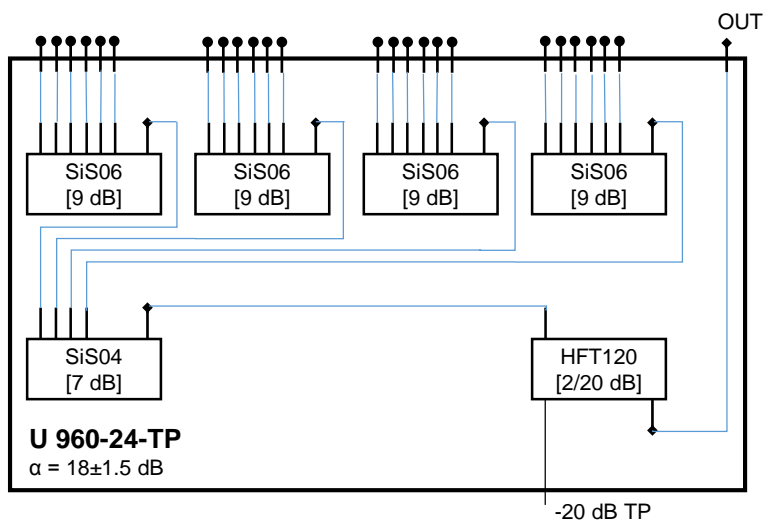 OUT
SiS06
[9 dB]
SiS06
[9 dB]
SiS06
[9 dB]
SiS06
[9 dB]
SiS04
[7 dB]
HFT120
[2/20 dB]
U 960-24-TP
α = 18±1.5 dB
-20 dB TP